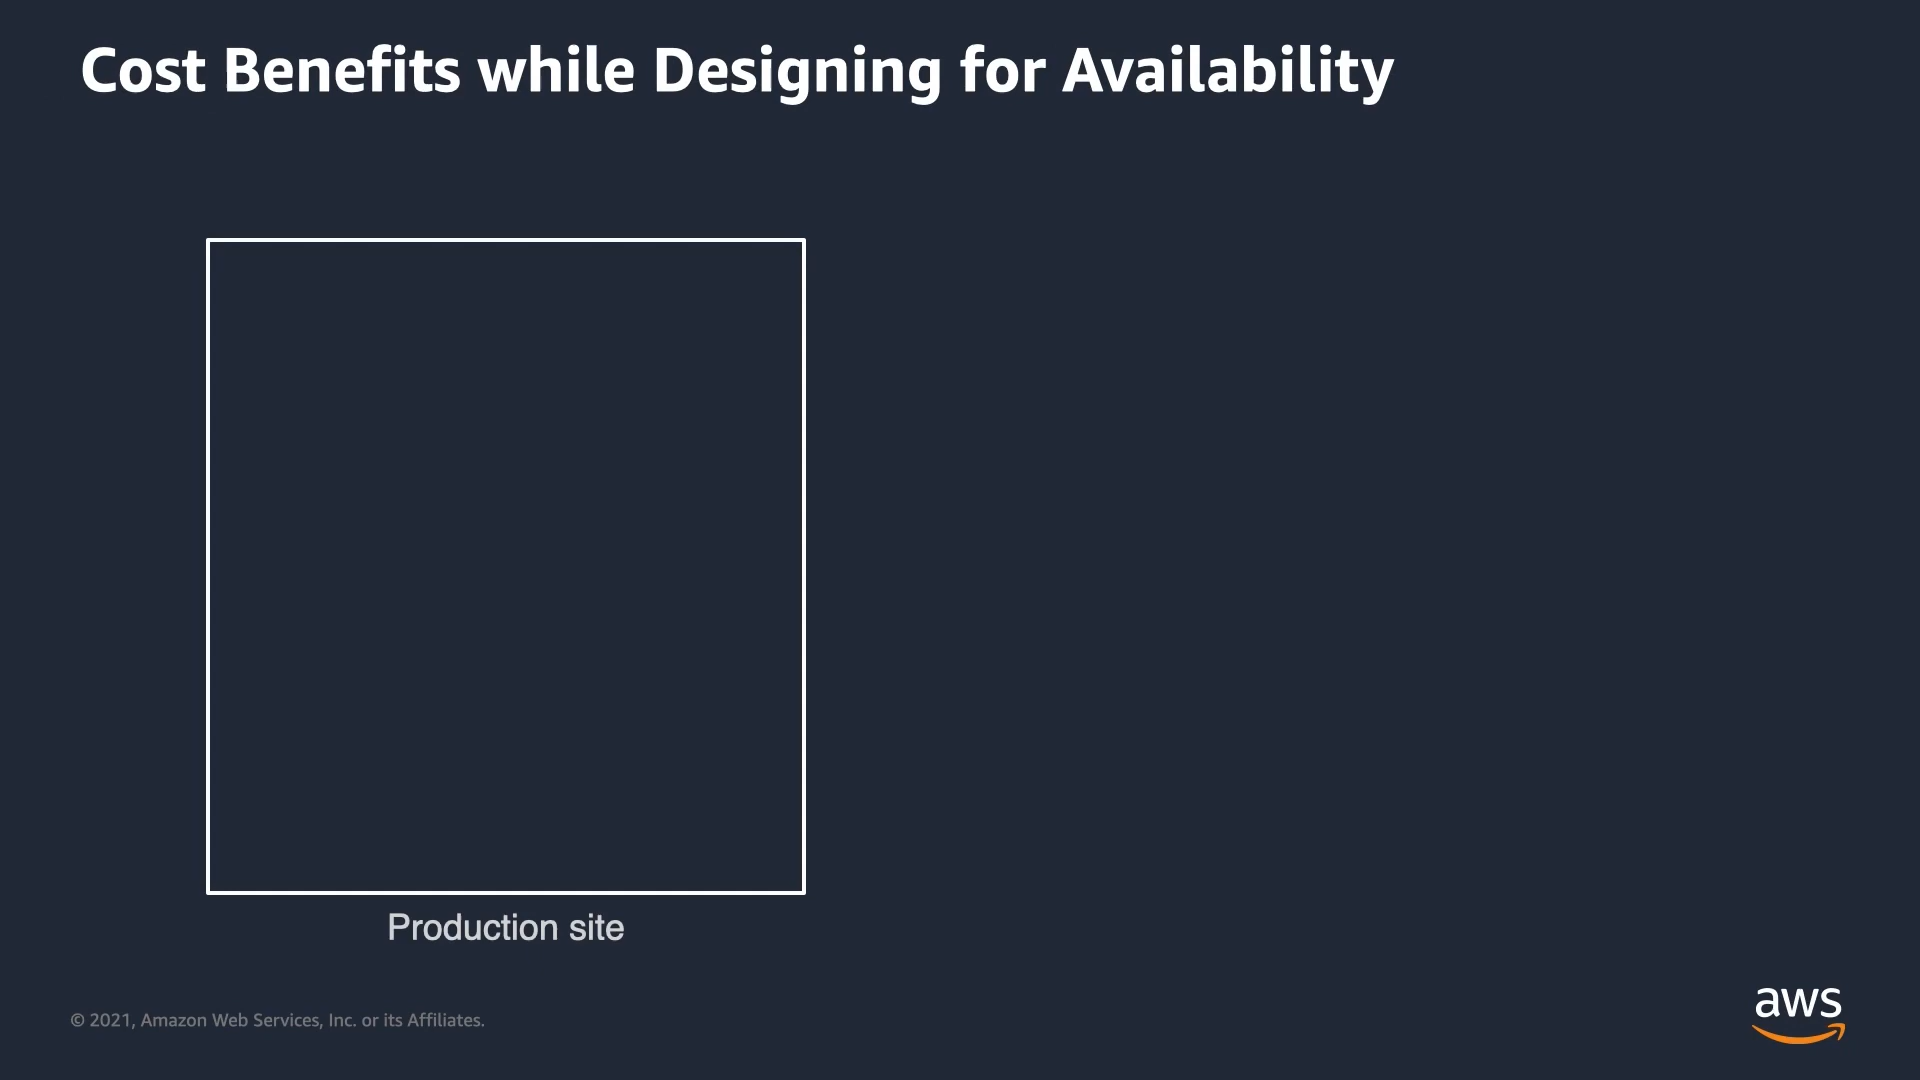 Cost Benefits while Designing for Availability
Production site
© 2021, Amazon Web Services, Inc. or its Affiliates.
aws